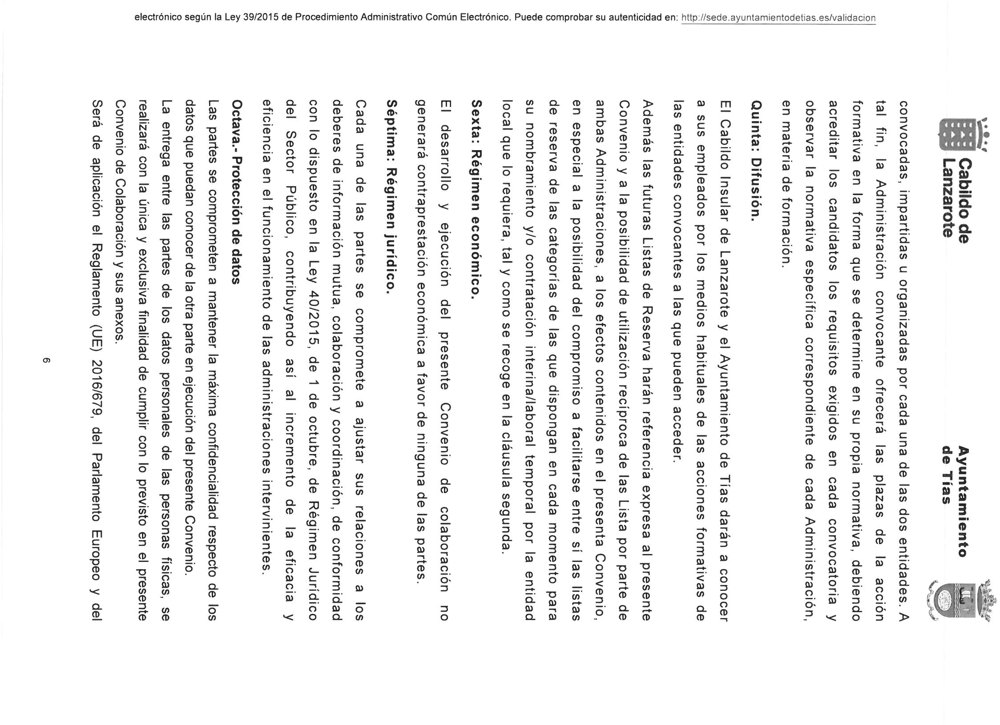 electrónico según la Ley 39/2015 de Procedimiento Administrativo Común Electrónico. Puede comprobar su autenticidad en: http://sede.ayuntamientodetias.es/validacion
Cabildo de
Lanzarote
Ayuntamiento
de Tías
convocadas, impartidas u organizadas por cada una de las dos entidades. A
tal fin, la Administración convocante ofrecerá las plazas de la acción
formativa en la forma que se determine en su propia normativa, debiendo
acreditar los candidatos los requisitos exigidos en cada convocatoria y
observar la normativa específica correspondiente de cada Administración,
en materia de formación.
Quinta: Difusión.
El Cabildo Insular de Lanzarote y el Ayuntamiento de Tías darán a conocer
a sus empleados por los medios habituales de las acciones formativas de
las entidades convocantes a las que pueden acceder.
Además las futuras Listas de Reserva harán referencia expresa al presente
Convenio y a la posibilidad de utilización recíproca de las Lista por parte de
ambas Administraciones, a los efectos contenidos en el presenta Convenio,
en especial a la posibilidad del compromiso a facilitarse entre sí las listas
de reserva de las categorías de las que dispongan en cada momento para
su nombramiento y/o contratación interina/laboral temporal por la entidad
local que lo requiera, tal y como se recoge en la cláusula segunda.
Sexta: Régimen económico.
El desarrollo y ejecución del presente Convenio de colaboración no
generará contraprestación económica a favor de ninguna de las partes.
Séptima: Régimen jurídico.
Cada una de las partes se compromete a ajustar sus relaciones a los
deberes de información mutua, colaboración y coordinación, de conformidad
con lo dispuesto en la Ley 40/2015, de 1 de octubre, de Régimen Jurídico
del Sector Público, contribuyendo así al incremento de la eficacia y
eficiencia en el funcionamiento de las administraciones intervinientes.
Octava.- Protección de datos
Las partes se comprometen a mantener la máxima confidencialidad respecto de los
datos que puedan conocer de la otra parte en ejecución del presente Convenio.
La entrega entre las partes de los datos personales de las personas físicas, se
realizará con la única y exclusiva finalidad de cumplir con lo previsto en el presente
Convenio de Colaboración y sus anexos.
Será de aplicación el Reglamento (UE) 2016/679, del Parlamento Europeo y del
6